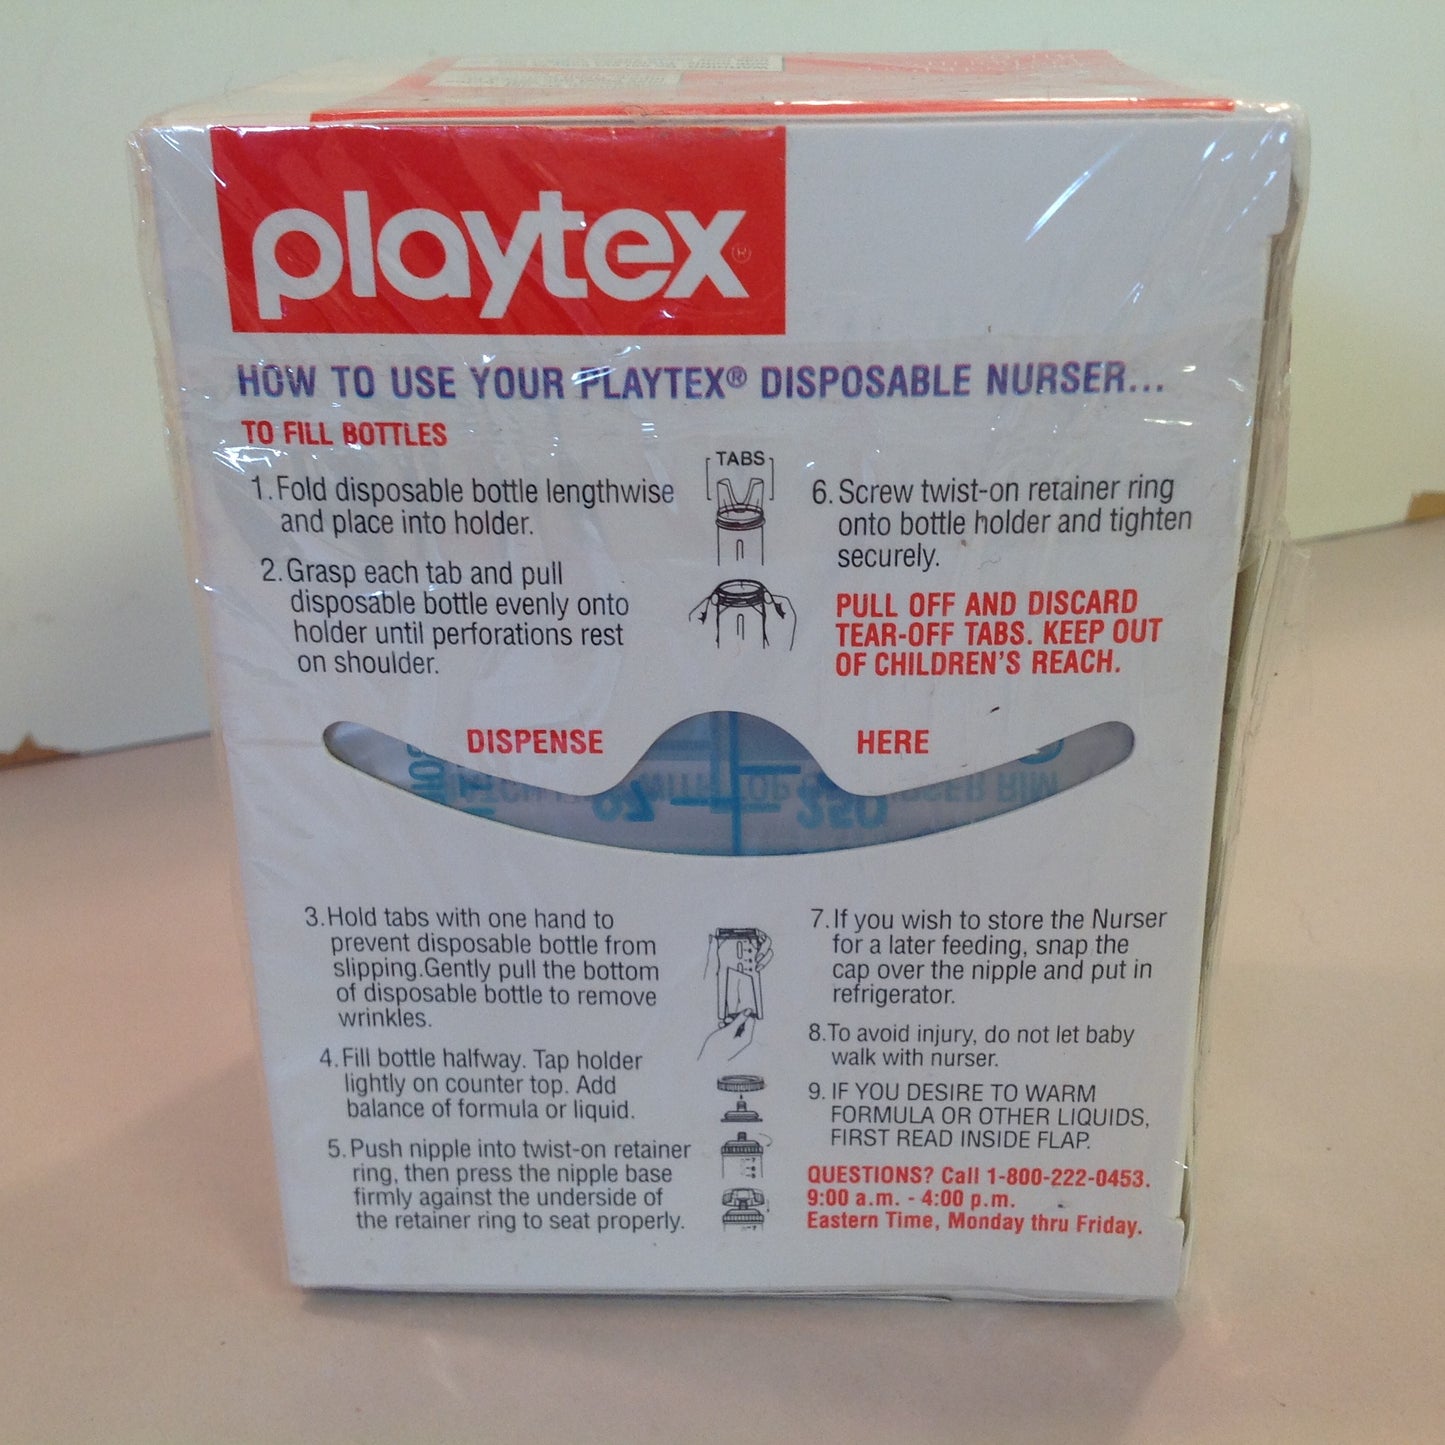 playtex®
HOW TO USE YOUR PLAYTEX® DISPOSABLE NURSER...
TO FILL BOTTLES
1. Fold disposable bottle lengthwise
and place into holder.
2. Grasp each tab and pull
disposable bottle evenly onto
holder until perforations rest
on shoulder.
TABS
6. Screw twist-on retainer ring
onto bottle holder and tighten
securely.
PULL OFF AND DISCARD
TEAR-OFF TABS. KEEP OUT
OF CHILDREN'S REACH.
DISPENSE HERE
OZ 250
3. Hold tabs with one hand to
prevent disposable bottle from
slipping.Gently pull the bottom
of disposable bottle to remove
wrinkles.
4. Fill bottle halfway. Tap holder
lightly on counter top. Add
balance of formula or liquid.
5. Push nipple into twist-on retainer
ring, then press the nipple base
firmly against the underside of
the retainer ring to seat properly.
7. If you wish to store the Nurser
for a later feeding, snap the
cap over the nipple and put in
refrigerator.
8. To avoid injury, do not let baby
walk with nurser.
9. IF YOU DESIRE TO WARM
FORMULA OR OTHER LIQUIDS,
FIRST READ INSIDE FLAP.
QUESTIONS? Call 1-800-222-0453.
9:00 a.m. - 4:00 p.m.
Eastern Time, Monday thru Friday.